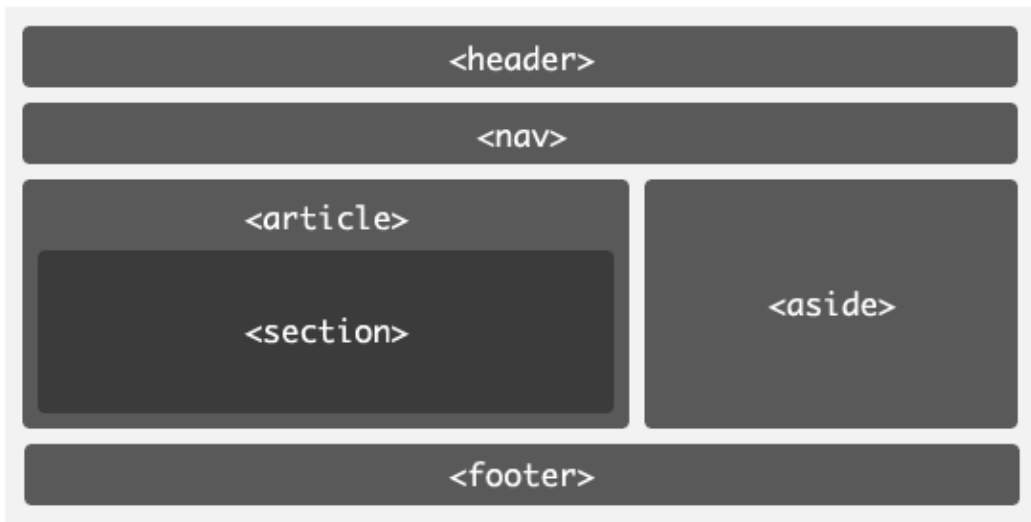 <header>
<nav>
<article>
<section>
<aside>
<footer>